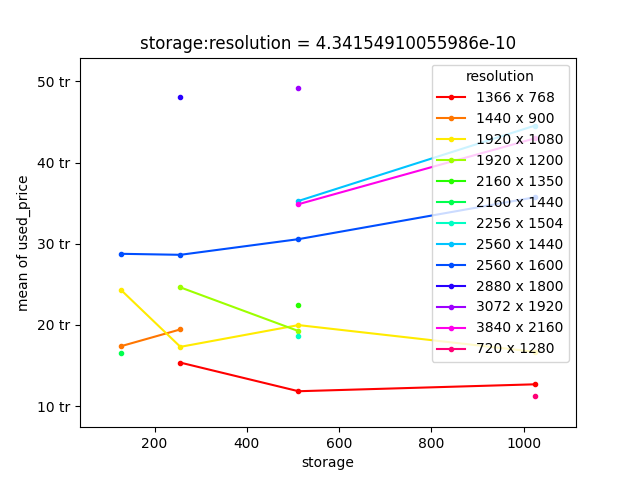 storage:resolution = 4.34154910055986e-10
50 tr
40 tr
30 tr
20 tr
10 tr
mean of used_price
resolution
1366 x 768
1440 x 900
1920 x 1080
1920 x 1200
2160 x 1350
2160 x 1440
2256 x 1504
2560 x 1440
2560 x 1600
2880 x 1800
3072 x 1920
3840 x 2160
720 x 1280
200
400
600
800
1000
storage